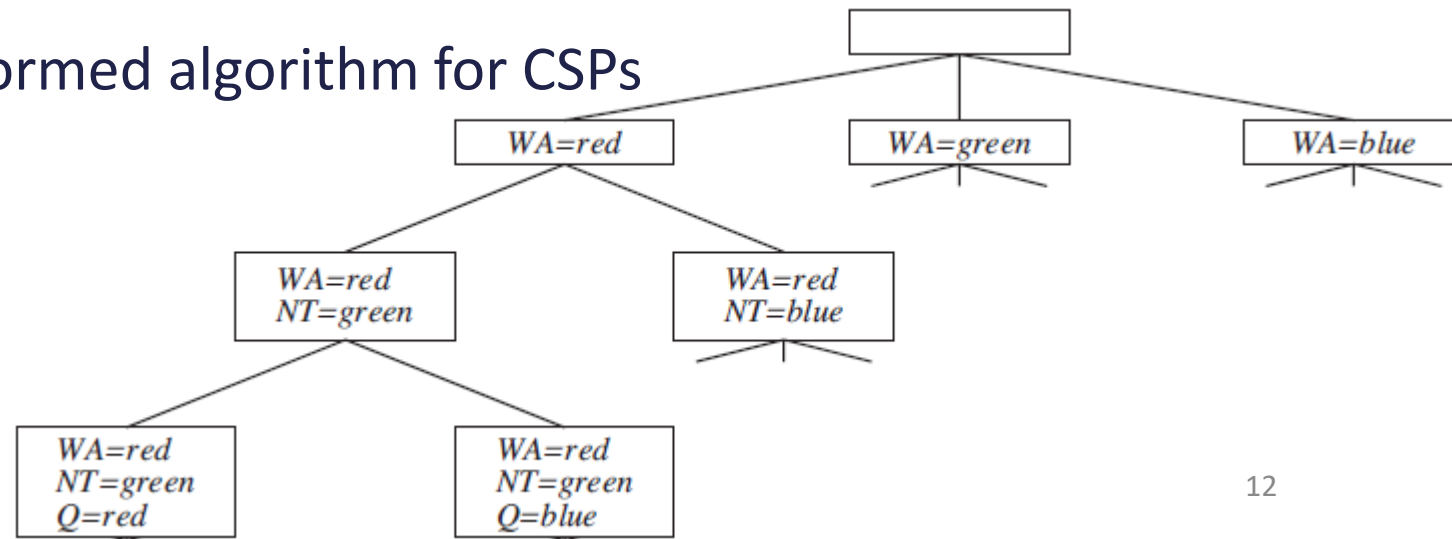 ormed algorithm for CSPs
WA=red
WA=green
WA=blue
WA=red
NT=green
WA=red
NT=blue
WA=red
NT=green
Q=red
WA=red
NT=green
Q=blue
12